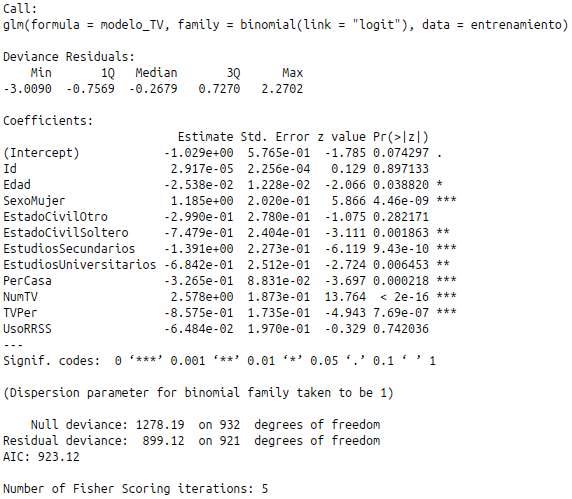 Call:
glm(formula = modelo_TV, family = binomial(link = "logit"), data = entrenamiento)
Deviance Residuals:
Min 1Q Median 3Q Max
-3.0090 -0.7569 -0.2679 0.7270 2.2702
Coefficients:
Estimate Std. Error z value Pr(>|z|)
(Intercept) -1.029e+00 5.765e-01 -1.785 0.074297 .
Id 2.917e-05 2.256e-04 0.129 0.897133
Edad -2.538e-02 1.228e-02 -2.066 0.038820 *
SexoMujer 1.185e+00 2.020e-01 5.866 4.46e-09 ***
EstadoCivilOtro -2.990e-01 2.780e-01 -1.075 0.282171
EstadoCivilSoltero -7.479e-01 2.404e-01 -3.111 0.001863 **
EstudiosSecundarios -1.391e+00 2.273e-01 -6.119 9.43e-10 ***
EstudiosUniversitarios -6.842e-01 2.512e-01 -2.724 0.006453 **
PerCasa -3.265e-01 8.831e-02 -3.697 0.000218 ***
NumTV 2.578e+00 1.873e-01 13.764 < 2e-16 ***
TVPer -8.575e-01 1.735e-01 -4.943 7.69e-07 ***
UsoRRSS -6.484e-02 1.970e-01 -0.329 0.742036
---
Signif. codes: 0 ‘***’ 0.001 ‘**’ 0.01 ‘*’ 0.05 ‘.’ 0.1 ‘ ’ 1
(Dispersion parameter for binomial family taken to be 1)
Null deviance: 1278.19 on 932 degrees of freedom
Residual deviance: 899.12 on 921 degrees of freedom
AIC: 923.12
Number of Fisher Scoring iterations: 5